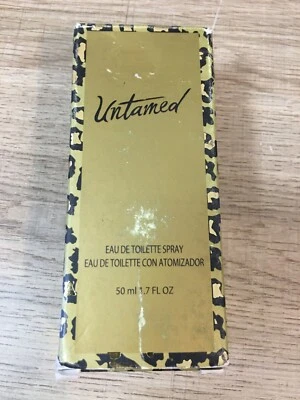 Untamed
EAU DE TOILETTE SPRAY
EAU DE TOILETTE CON ATOMIZADOR
50 ml 1.7 FL OZ